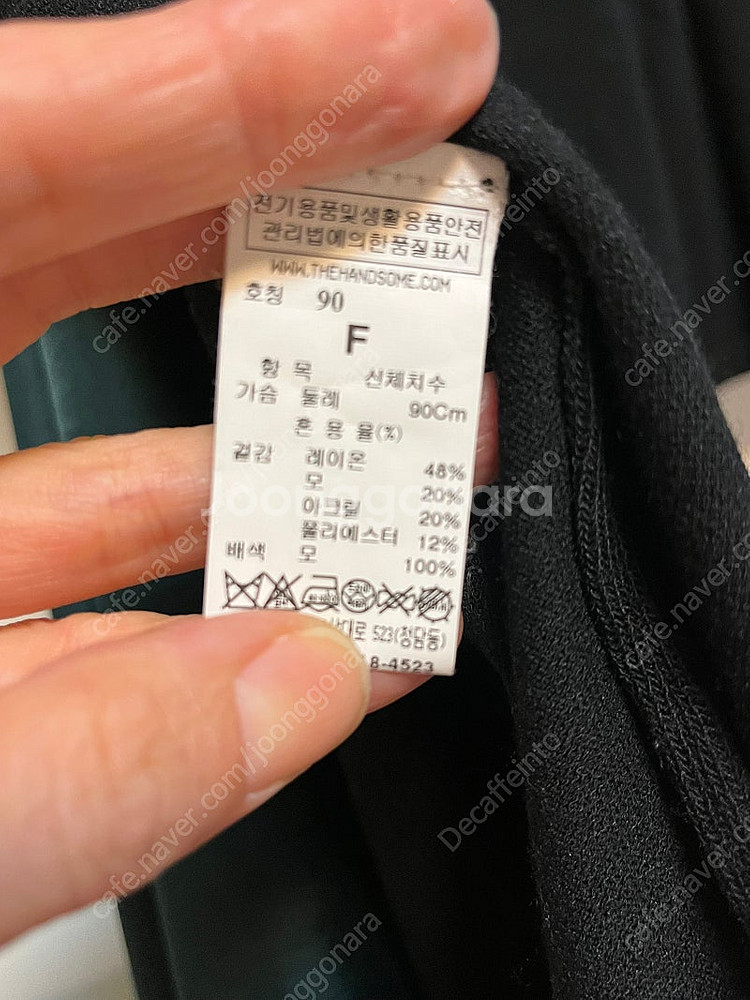 전기용품및생활용품안전
관리법에의한품질표시
WWW.THEHANDSOME.COM
호칭 90
F
항 목 신체치수
가슴 둘레 90Cm
혼 용 율(%)
겉감 레이온 48%
모 20%
아크릴 20%
폴리에스터 12%
배색 모 100%
523(청담동)
8-4523
joonggonara
cafe.naver.com/joonggonara
Decaffeinto